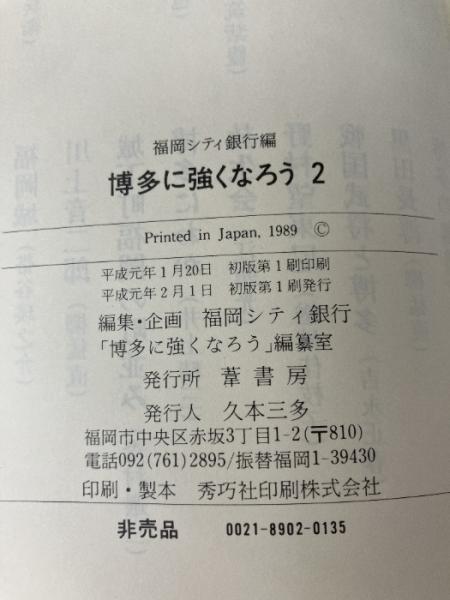 福岡シティ銀行編
博多に強くなろう 2
Printed in Japan, 1989 ©
平成元年1月20日 初版第1刷印刷
平成元年2月1日 初版第1刷発行
編集・企画 福岡シティ銀行
「博多に強くなろう」編纂室
発行所 葦書房
発行人 久本三多
福岡市中央区赤坂3丁目1-2(〒810)
電話092(761)2895/振替福岡1-39430
印刷・製本 秀巧社印刷株式会社
非売品 0021-8902-0135